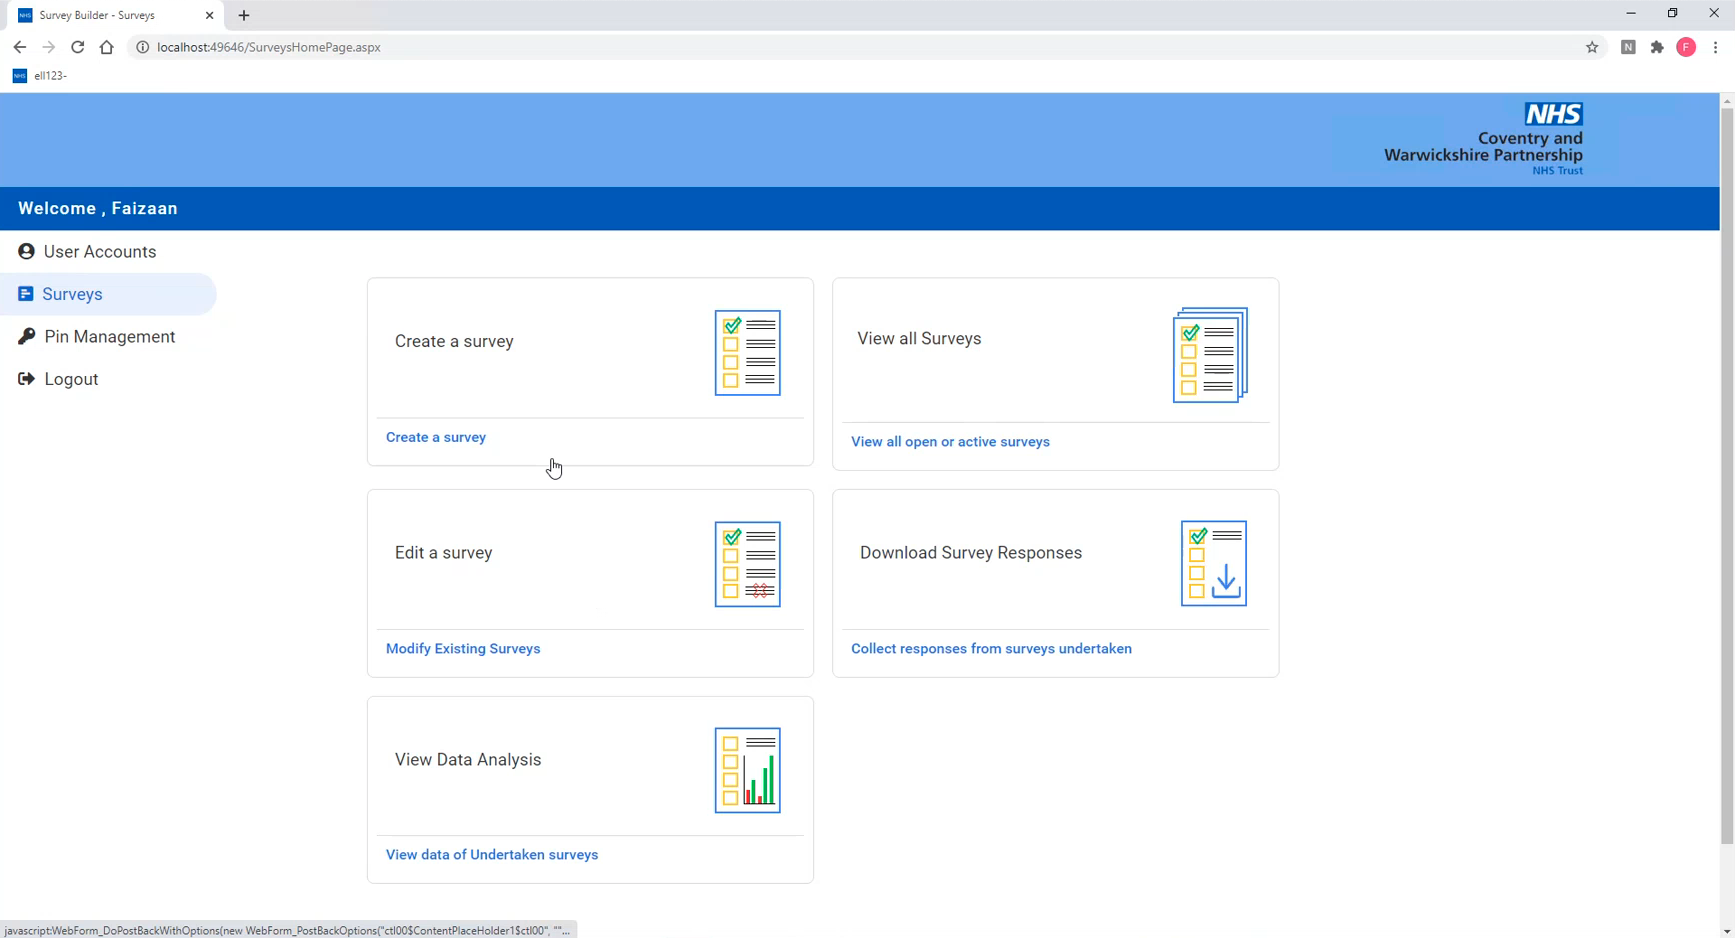 NHS
Survey Builder - Surveys
localhost:49646/SurveysHomePage.aspx
N
F
NHS
ell123-
NHS
Coventry and
Warwickshire Partnership
NHS Trust
Welcome , Faizaan
User Accounts
Surveys
Pin Management
Logout
Create a survey
Create a survey
View all Surveys
View all open or active surveys
Edit a survey
Modify Existing Surveys
Download Survey Responses
Collect responses from surveys undertaken
View Data Analysis
View data of Undertaken surveys
javascript:WebForm_DoPostBackWithOptions(new WebForm_PostBackOptions("ctl00$ContentPlaceHolder1$ctl00", ""...